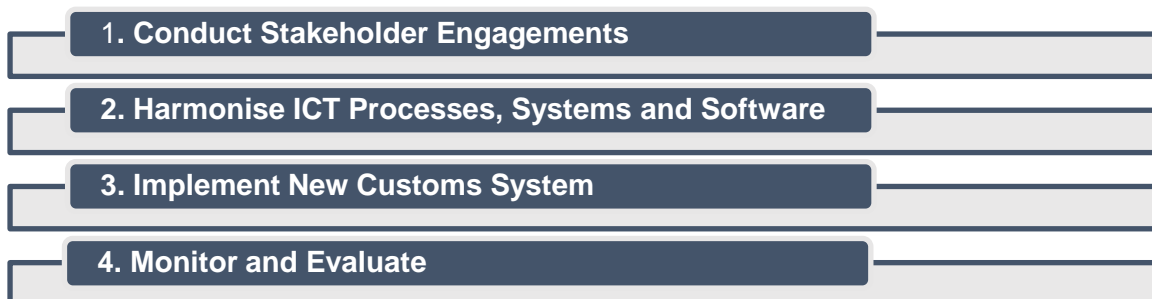 1. Conduct Stakeholder Engagements
2. Harmonise ICT Processes, Systems and Software
3. Implement New Customs System
4. Monitor and Evaluate